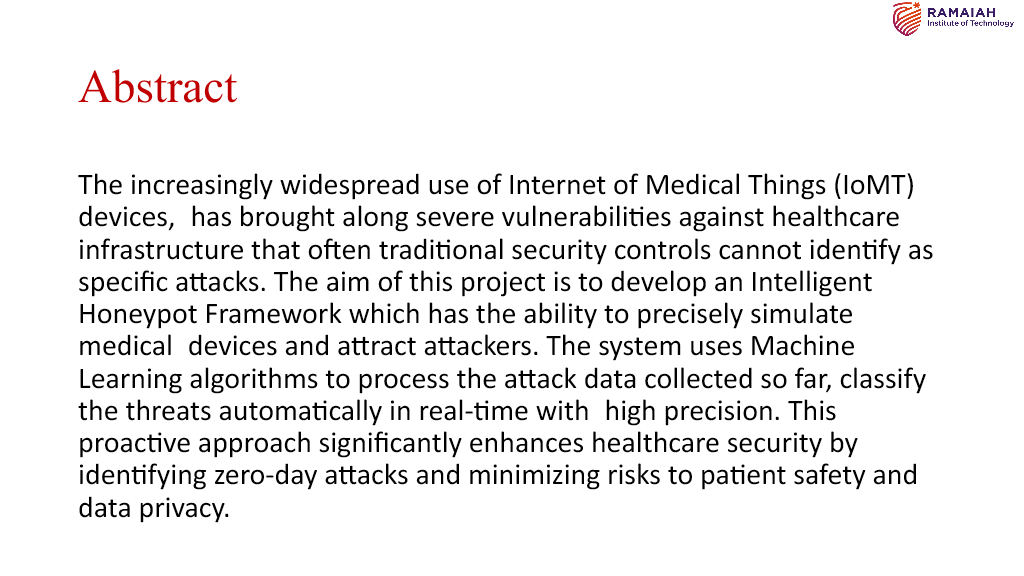 RAMAIAH
Institute of Technology
Abstract
The increasingly widespread use of Internet of Medical Things (IoMT)
devices,  has brought along severe vulnerabilities against healthcare
infrastructure that often traditional security controls cannot identify as
specific attacks. The aim of this project is to develop an Intelligent
Honeypot Framework which has the ability to precisely simulate
medical  devices and attract attackers. The system uses Machine
Learning algorithms to process the attack data collected so far, classify
the threats automatically in real-time with  high precision. This
proactive approach significantly enhances healthcare security by
identifying zero-day attacks and minimizing risks to patient safety and
data privacy.